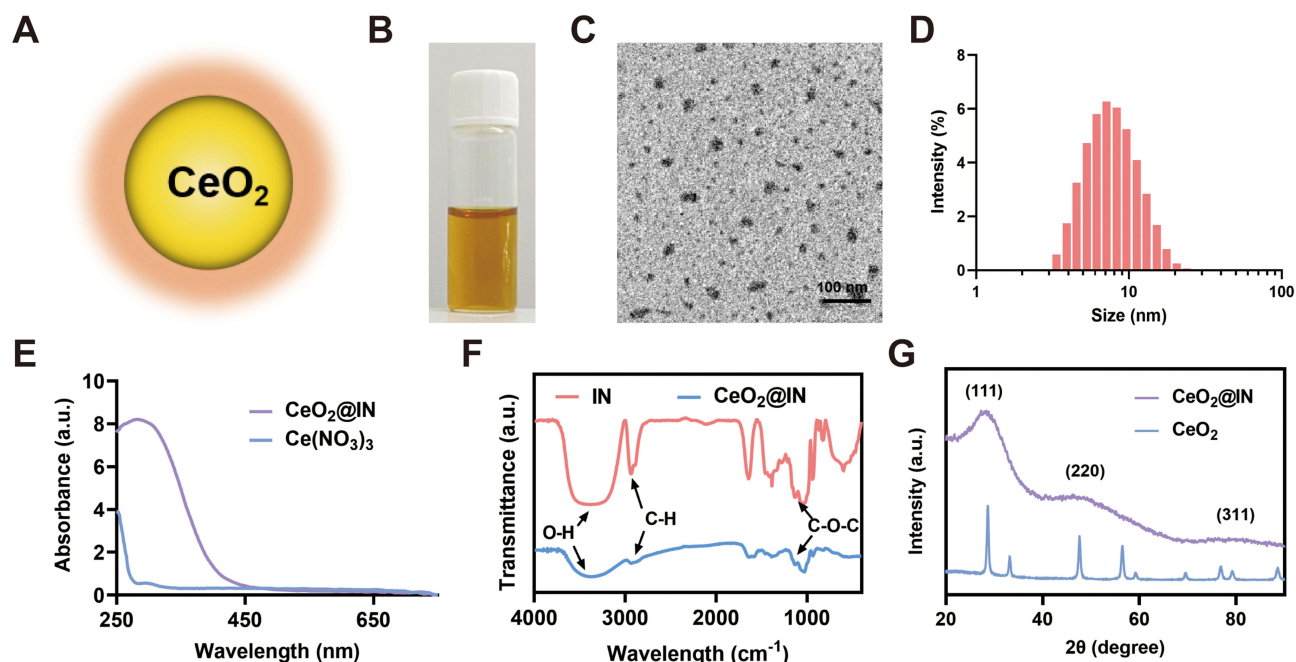 A
CeO₂
B
C
100 nm
D
8
6
4
2
0
Intensity (%)
1
10
100
Size (nm)
E
10
8
6
4
2
0
Absorbance (a.u.)
CeO₂@IN
Ce(NO₃)₃
250
450
650
Wavelength (nm)
F
IN
CeO₂@IN
Transmittance (a.u.)
O-H
C-H
C-O-C
4000
3000
2000
1000
Wavelength (cm⁻¹)
G
(111)
CeO₂@IN
CeO₂
(220)
(311)
Intensity (a.u.)
20
40
60
80
2θ (degree)